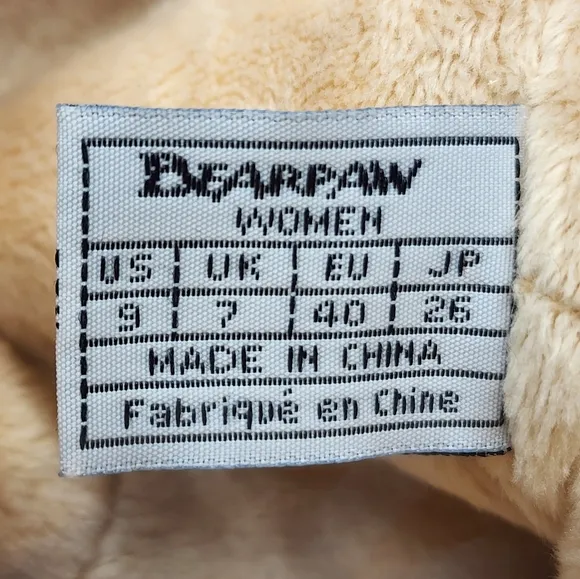 BEARPAW
WOMEN
US UK EU JP
9 7 40 26
MADE IN CHINA
Fabriqué en Chine